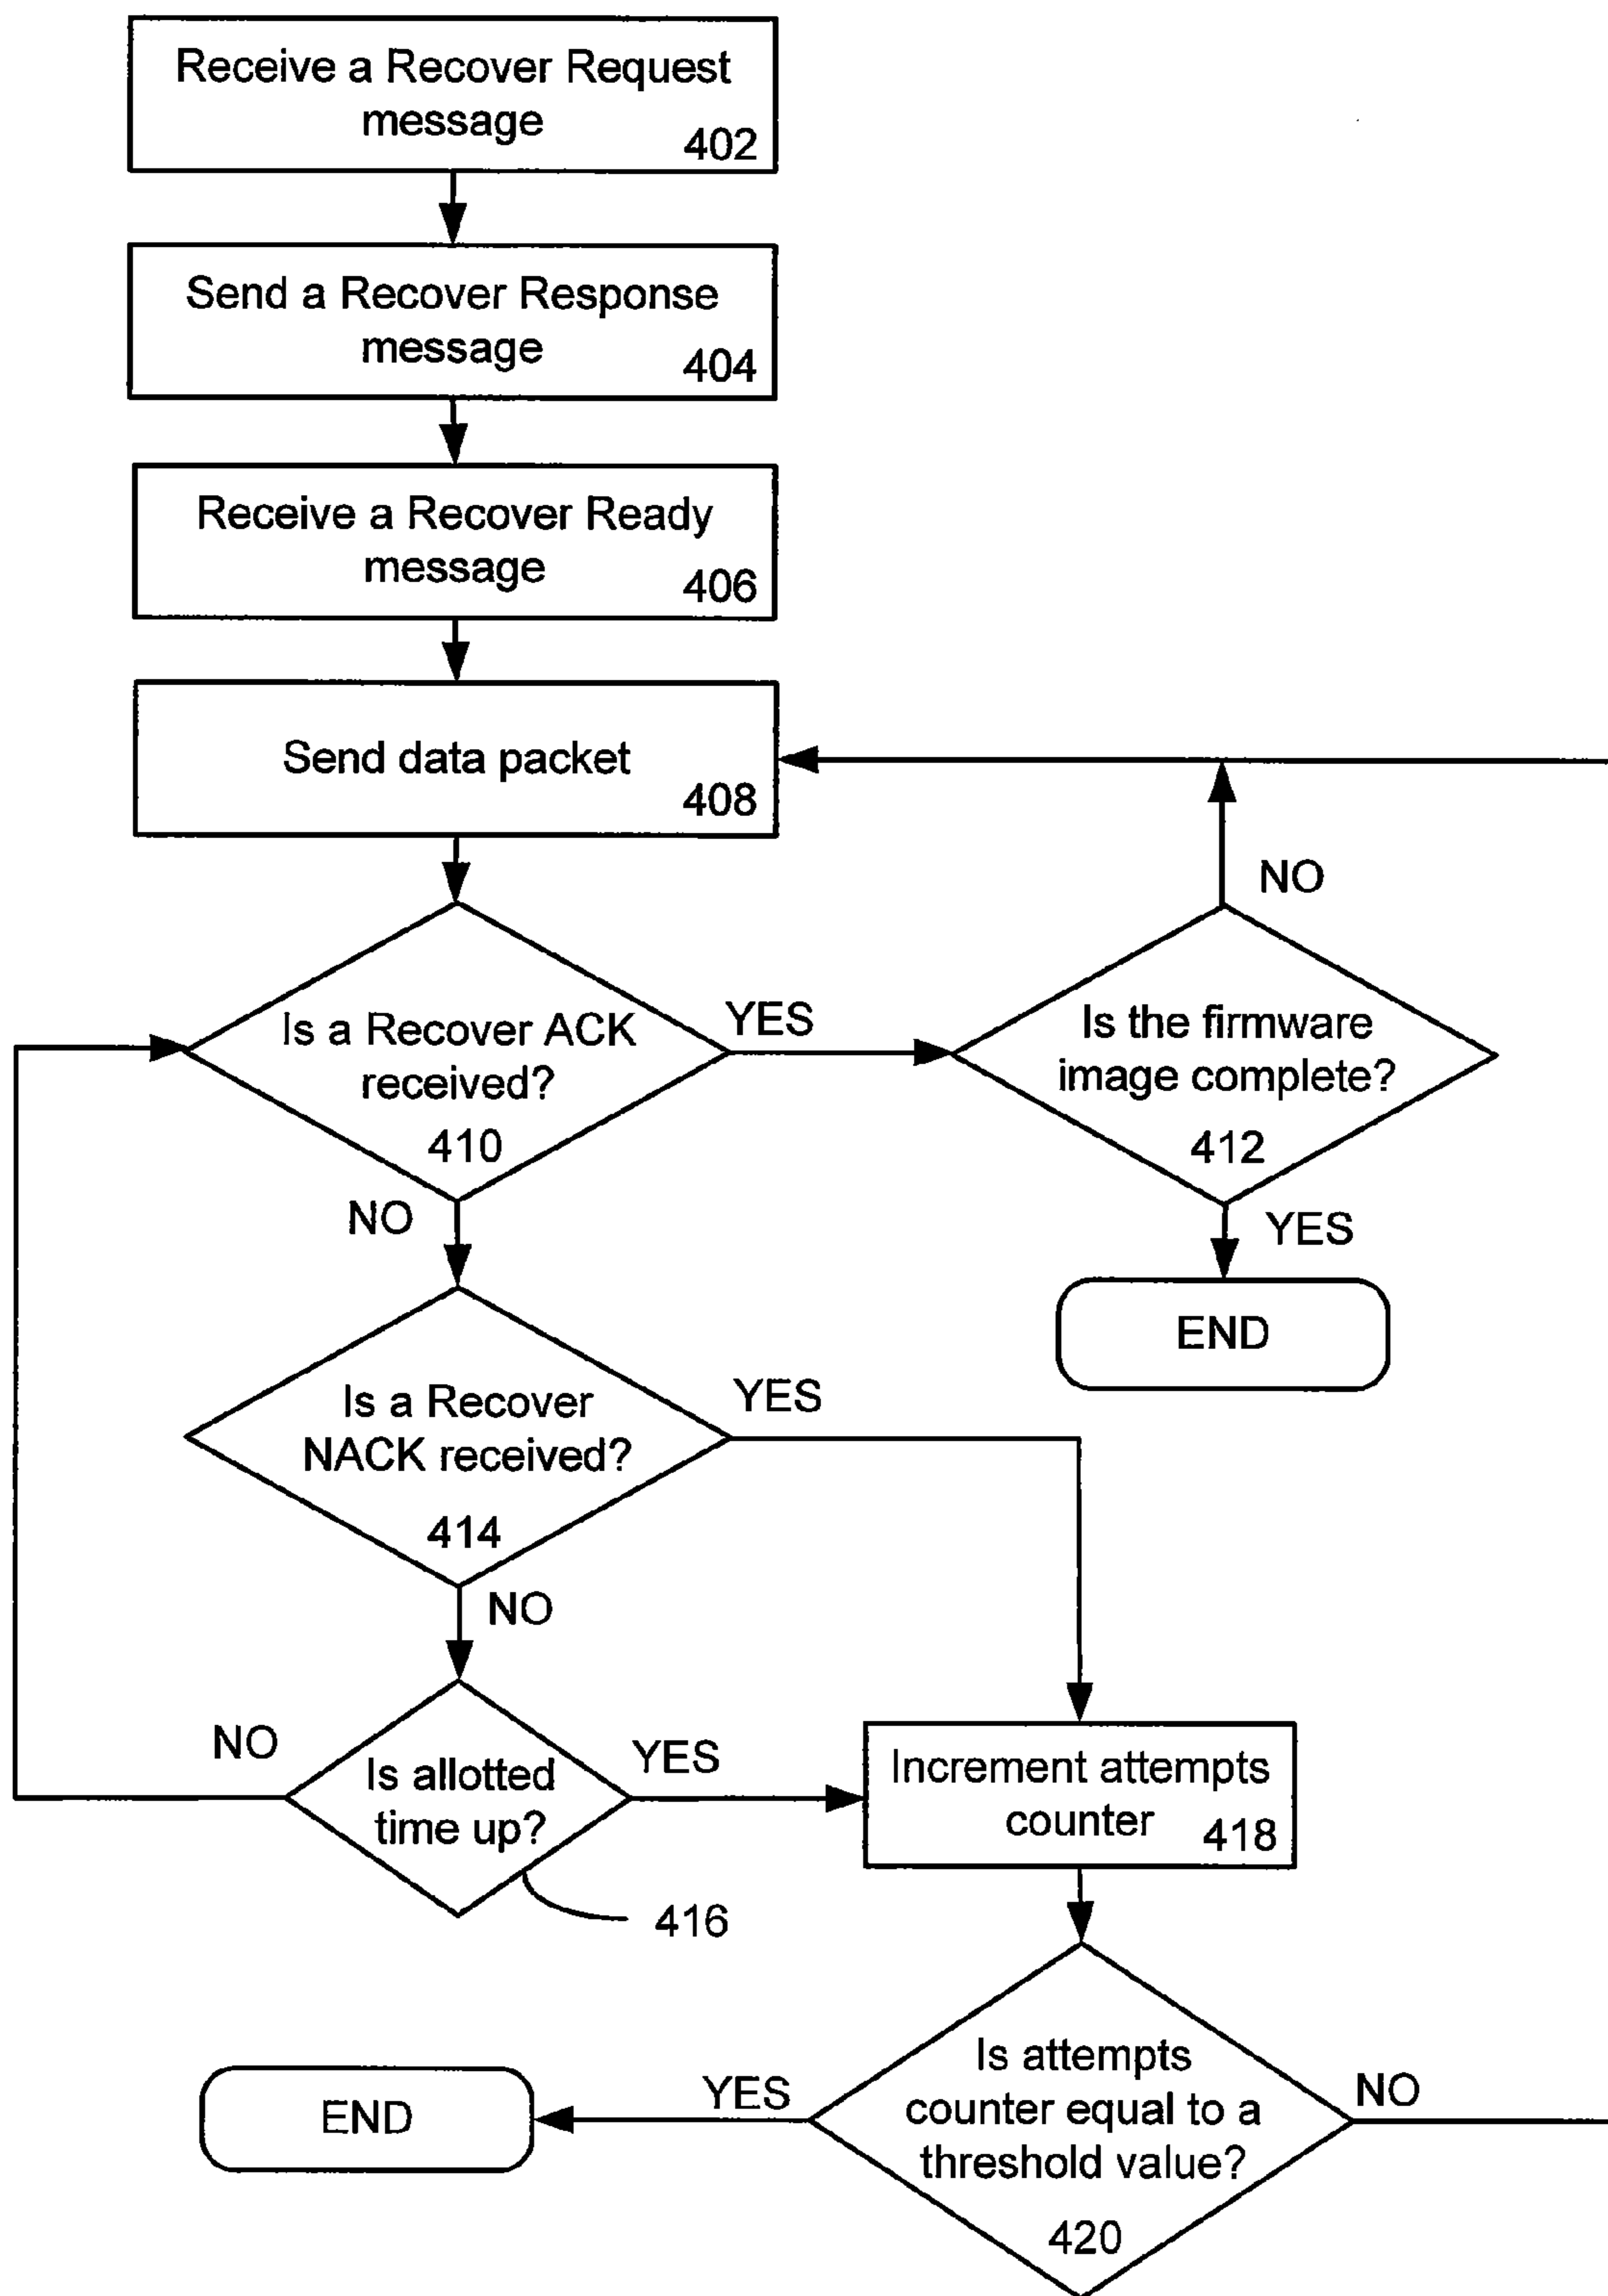 Receive a Recover Request
message
402
Send a Recover Response
message
404
Receive a Recover Ready
message
406
Send data packet
408
NO
Is a Recover ACK
received?
410
YES
Is the firmware
image complete?
412
NO
YES
END
Is a Recover
NACK received?
414
YES
NO
NO
Is allotted
time up?
YES
416
Increment attempts
counter
418
Is attempts
counter equal to a
threshold value?
420
YES
NO
END